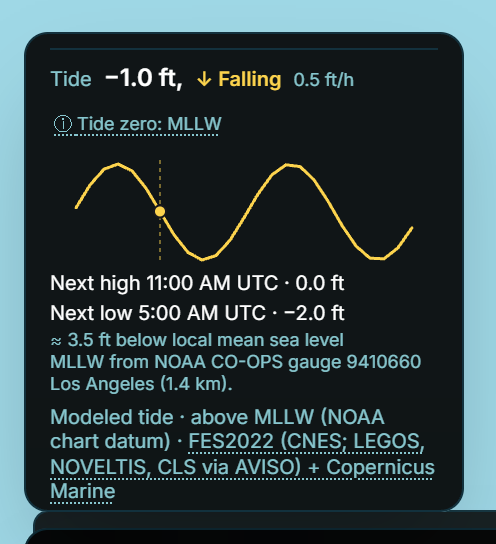 Tide −1.0 ft, ↓ Falling 0.5 ft/h
ⓘ Tide zero: MLLW
Next high 11:00 AM UTC · 0.0 ft
Next low 5:00 AM UTC · −2.0 ft
≈ 3.5 ft below local mean sea level
MLLW from NOAA CO-OPS gauge 9410660
Los Angeles (1.4 km).
Modeled tide · above MLLW (NOAA
chart datum) · FES2022 (CNES; LEGOS,
NOVELTIS, CLS via AVISO) + Copernicus
Marine